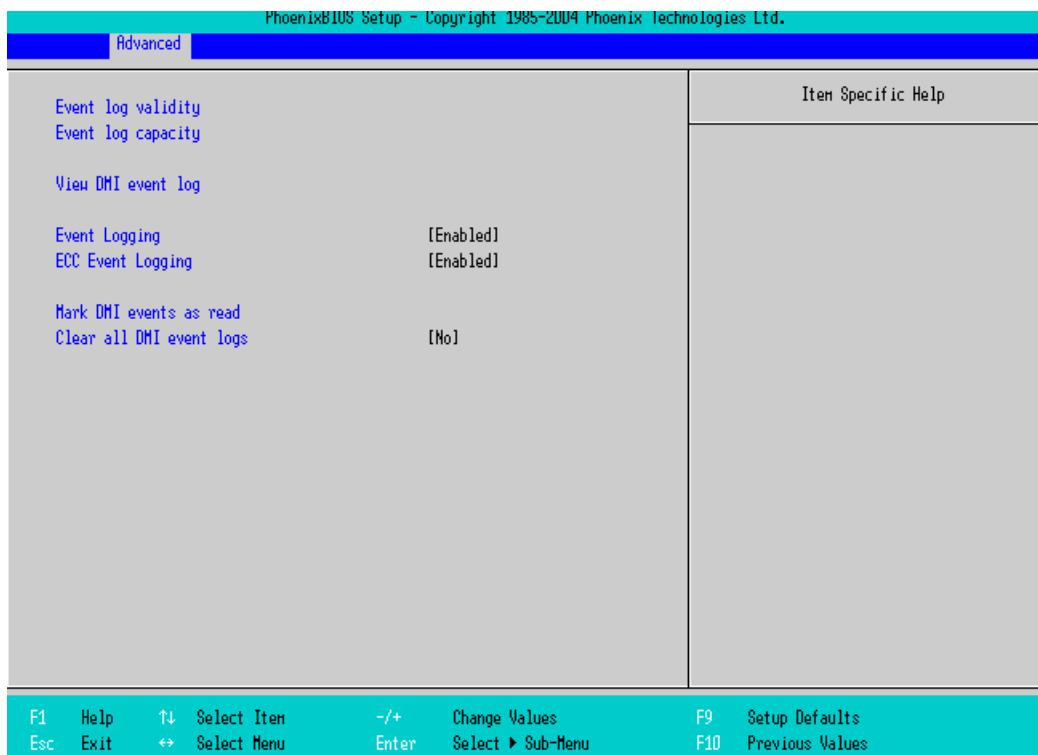 PhoenixBIOS Setup - Copyright 1985-2004 Phoenix Technologies Ltd.
Advanced
Item Specific Help
Event log validity
Event log capacity
View DMI event log
Event Logging [Enabled]
ECC Event Logging [Enabled]
Mark DMI events as read
Clear all DMI event logs [No]
F1 Help ↑↓ Select Item -/+ Change Values F9 Setup Defaults
Esc Exit ↔ Select Menu Enter Select ▶ Sub-Menu F10 Previous Values